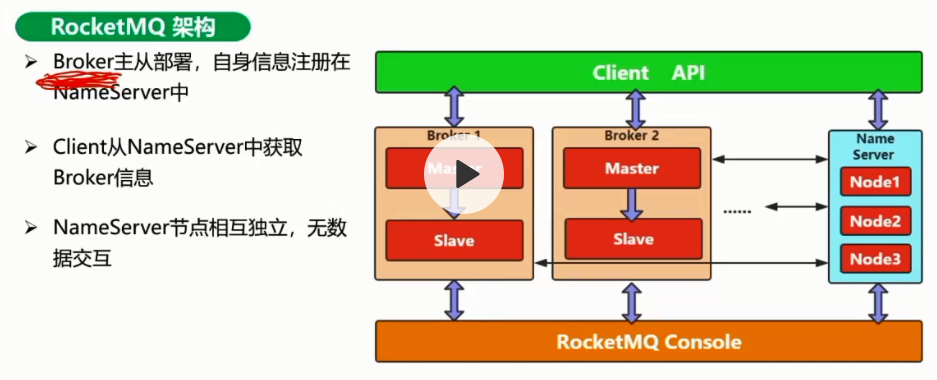 RocketMQ 架构
➢ Broker主从部署，自身信息注册在
NameServer中
➢ Client从NameServer中获取
Broker信息
➢ NameServer节点相互独立，无数
据交互
Client API
Broker 1
Master
Slave
Broker 2
Master
Slave
......
Name
Server
Node1
Node2
Node3
RocketMQ Console